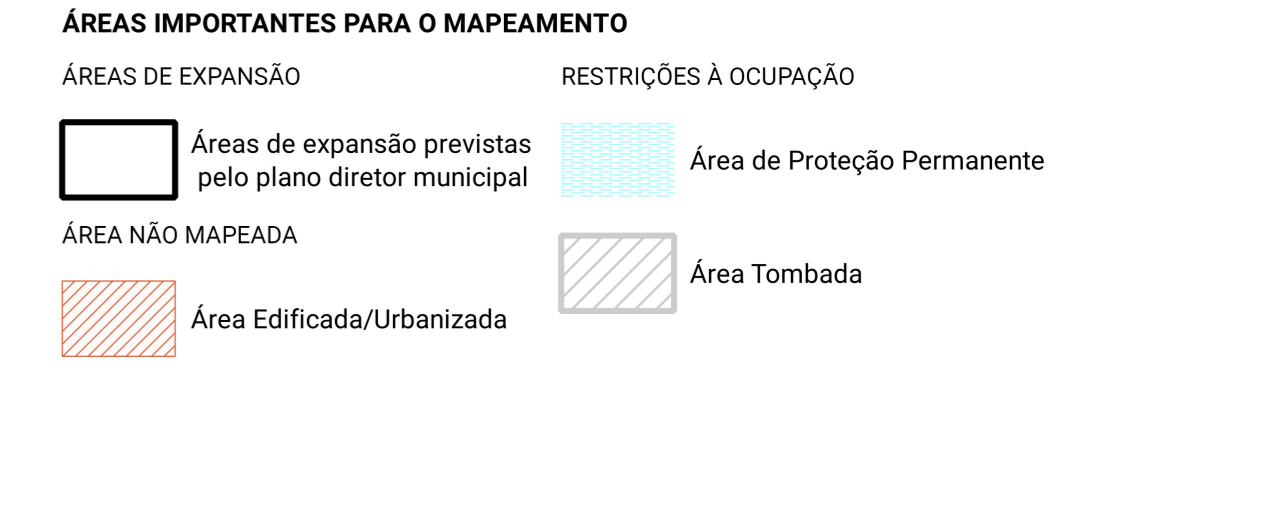 ÁREAS IMPORTANTES PARA O MAPEAMENTO
ÁREAS DE EXPANSÃO
Áreas de expansão previstas
pelo plano diretor municipal
ÁREA NÃO MAPEADA
Área Edificada/Urbanizada
RESTRIÇÕES À OCUPAÇÃO
Área de Proteção Permanente
Área Tombada